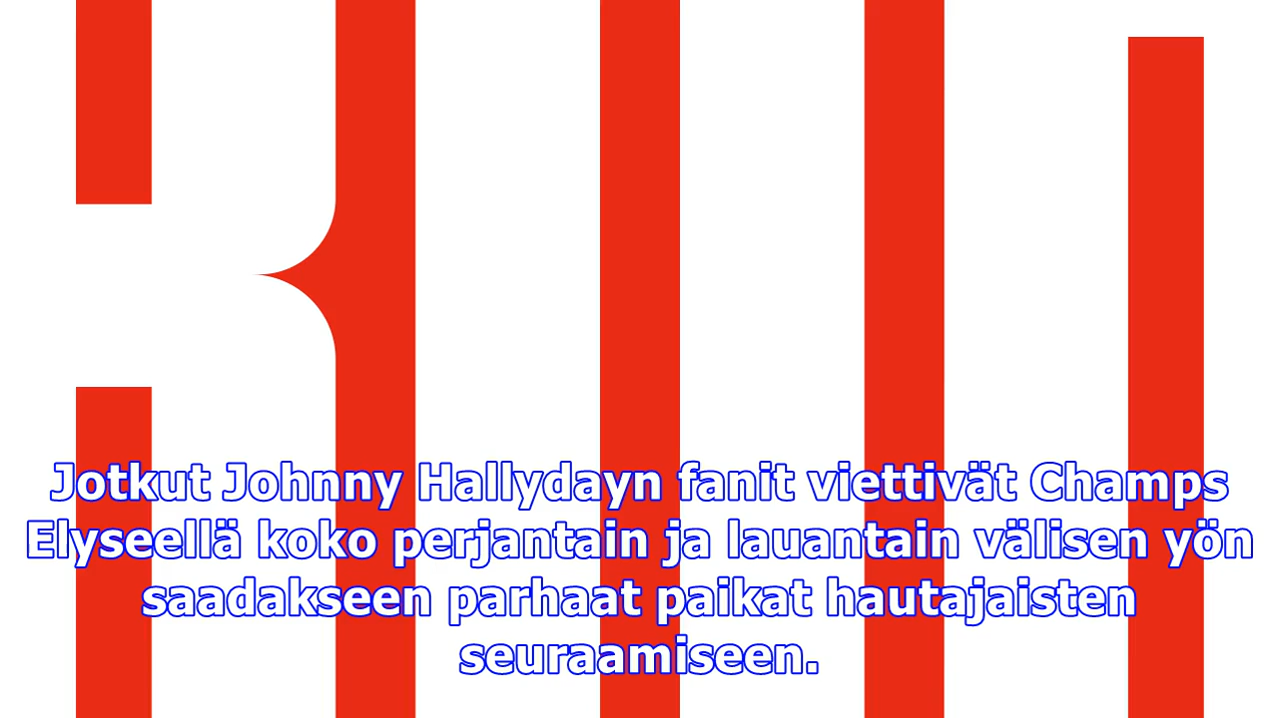 Jotkut Johnny Hallydayn fanit viettivät Champs
Elyseellä koko perjantain ja lauantain välisen yön
saadakseen parhaat paikat hautajaisten
seuraamiseen.